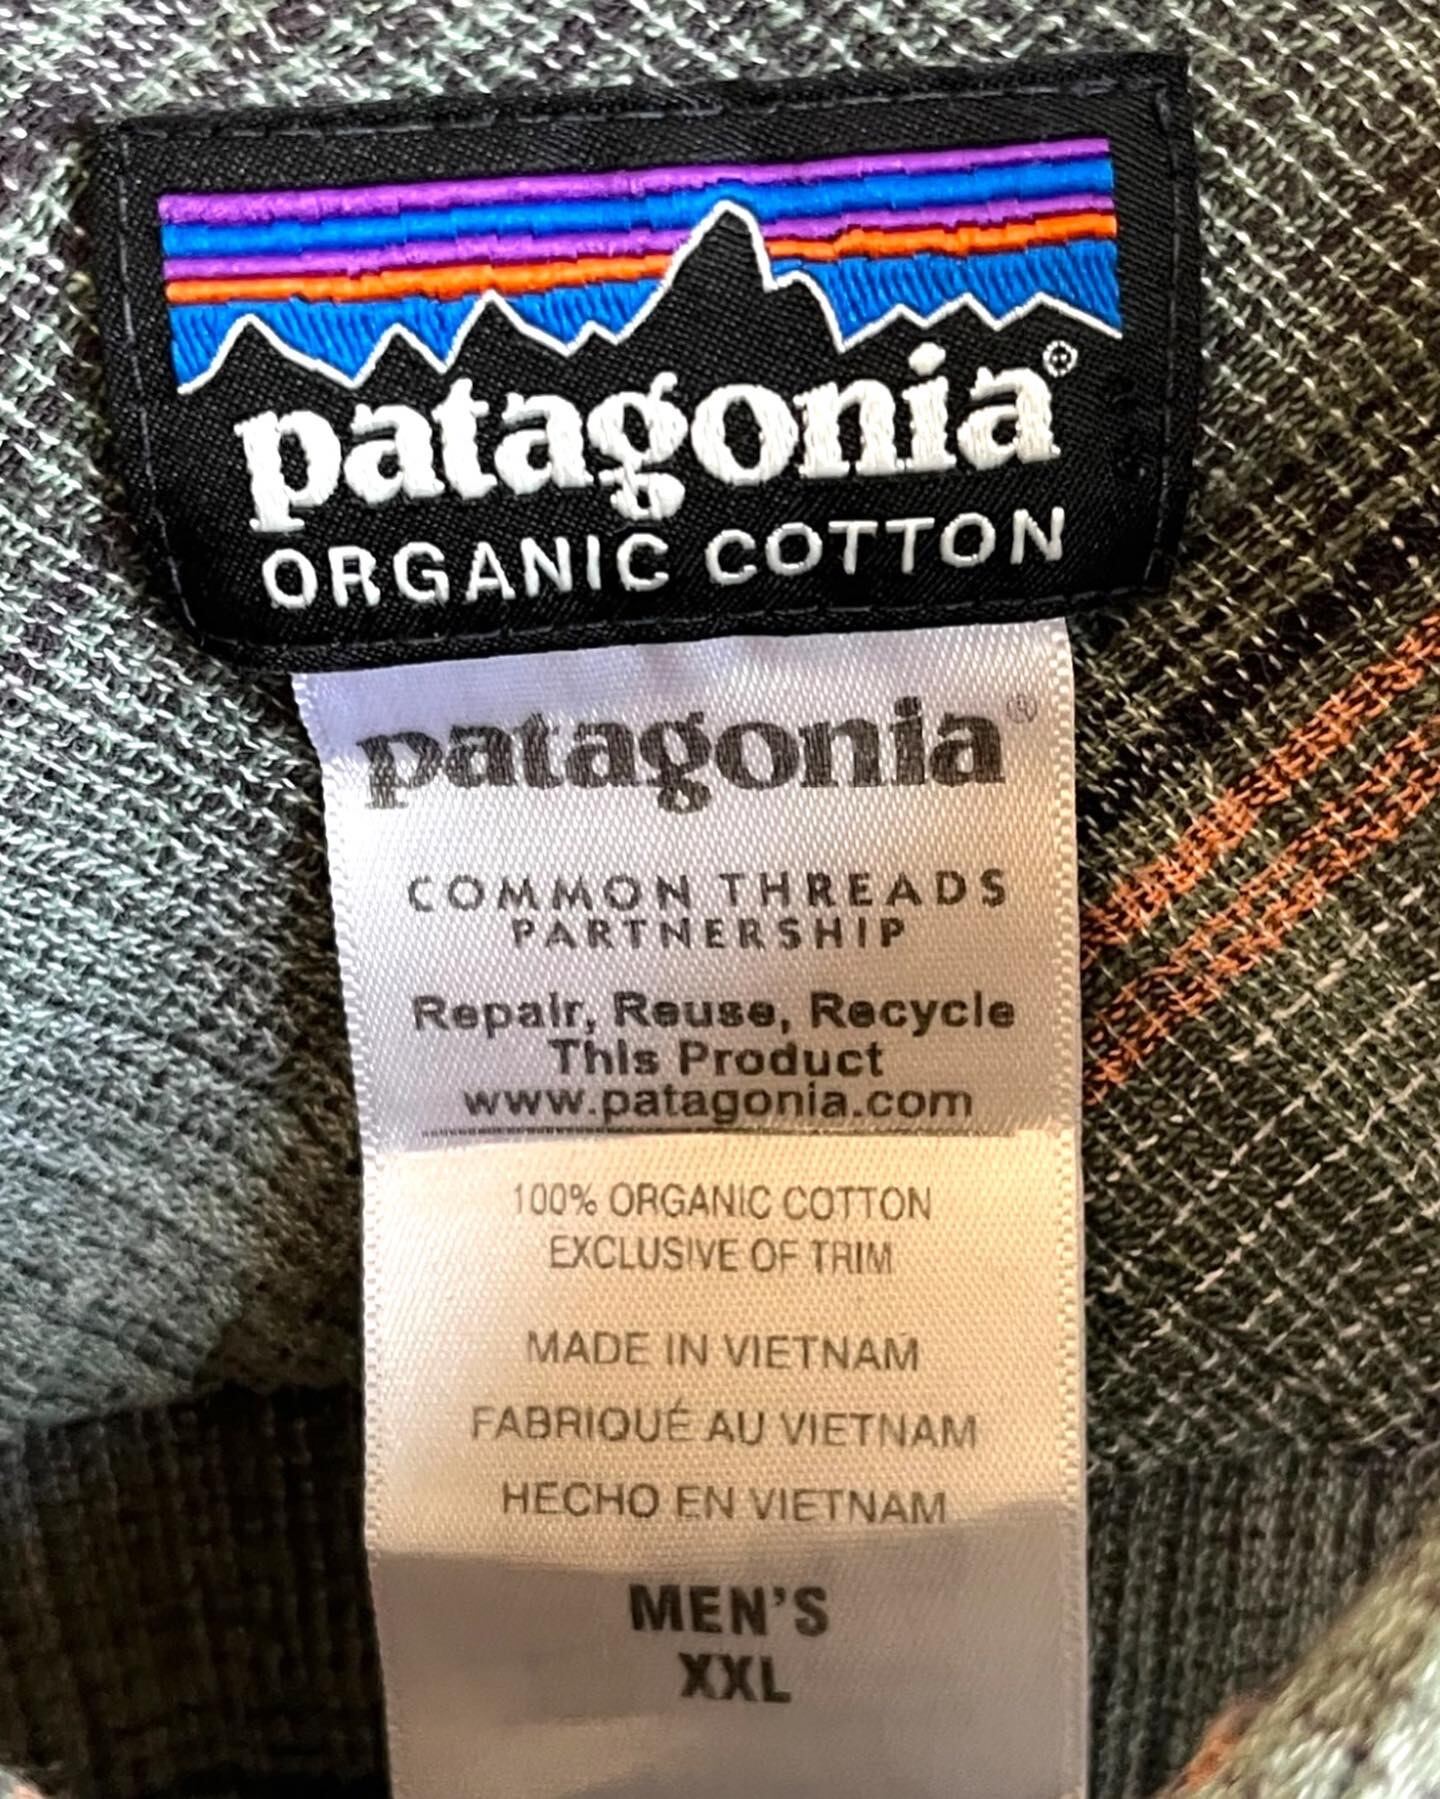 patagonia®
ORGANIC COTTON
patagonia®
COMMON THREADS
PARTNERSHIP
Repair, Reuse, Recycle
This Product
www.patagonia.com
100% ORGANIC COTTON
EXCLUSIVE OF TRIM
MADE IN VIETNAM
FABRIQUÉ AU VIETNAM
HECHO EN VIETNAM
MEN'S
XXL